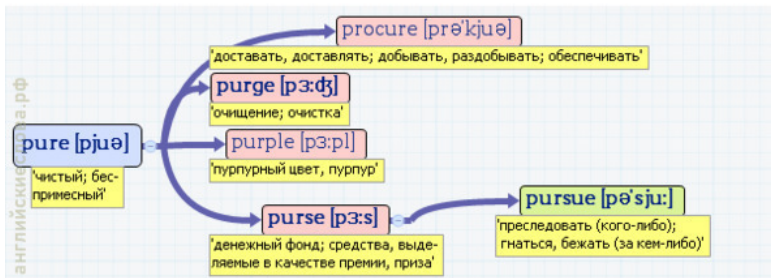 procure [prə'kjuə]
'доставать, доставлять; добывать, раздобывать; обеспечивать'
purge [pɜ:ʤ]
'очищение; очистка'
pure [pjuə]
'чистый; бес-
примесный'
purple [pɜ:pl]
'пурпурный цвет, пурпур'
purse [pɜ:s]
'денежный фонд; средства, выде-
ляемые в качестве премии, приза'
pursue [pə'sju:]
'преследовать (кого-либо);
гнаться, бежать (за кем-либо)'
английскиеслова.рф